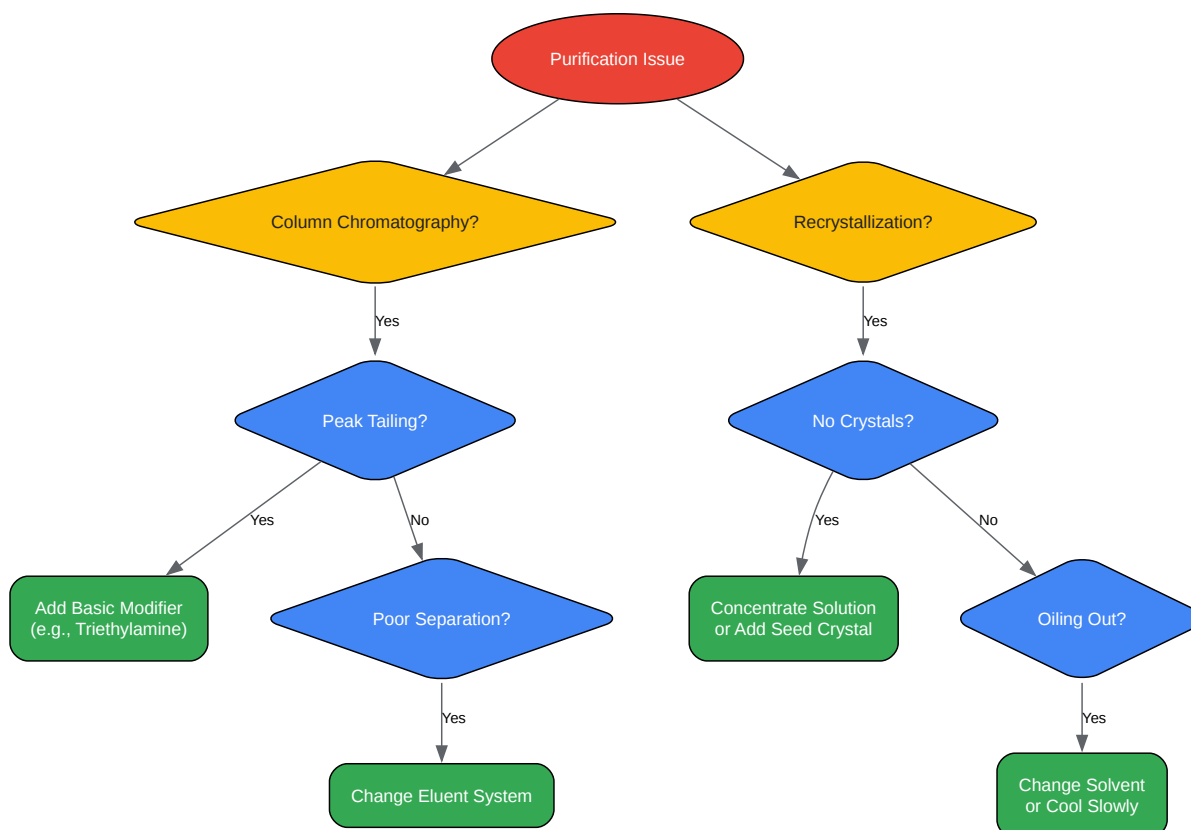 Purification Issue
Column Chromatography?
Recrystallization?
Yes
Yes
Peak Tailing?
No Crystals?
Yes
No
Yes
No
Add Basic Modifier
(e.g., Triethylamine)
Poor Separation?
Concentrate Solution
or Add Seed Crystal
Oiling Out?
Yes
Yes
Change Eluent System
Change Solvent
or Cool Slowly